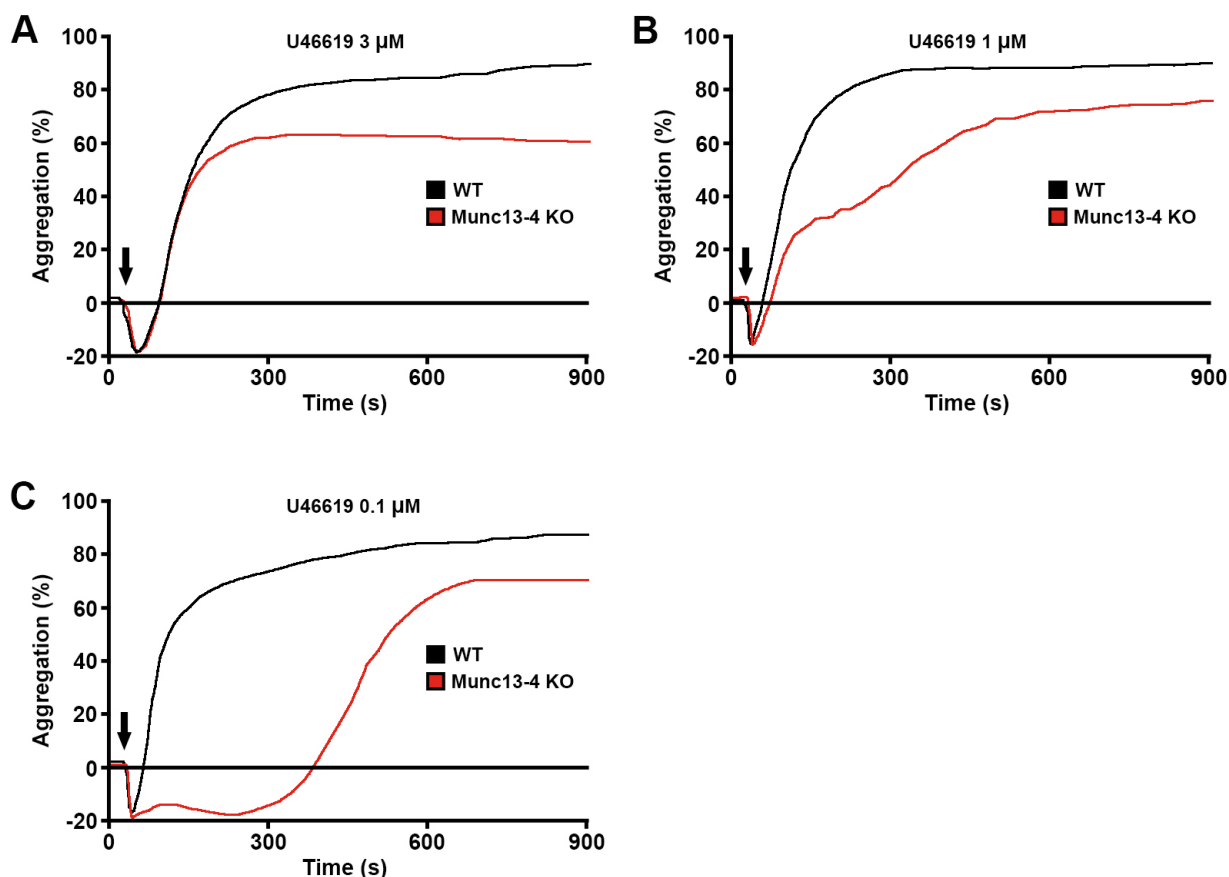 A
U46619 3 µM
100
80
60
40
20
0
-20
Aggregation (%)
WT
Munc13-4 KO
0
300
600
900
Time (s)
B
U46619 1 µM
100
80
60
40
20
0
-20
Aggregation (%)
WT
Munc13-4 KO
0
300
600
900
Time (s)
C
U46619 0.1 µM
100
80
60
40
20
0
-20
Aggregation (%)
WT
Munc13-4 KO
0
300
600
900
Time (s)